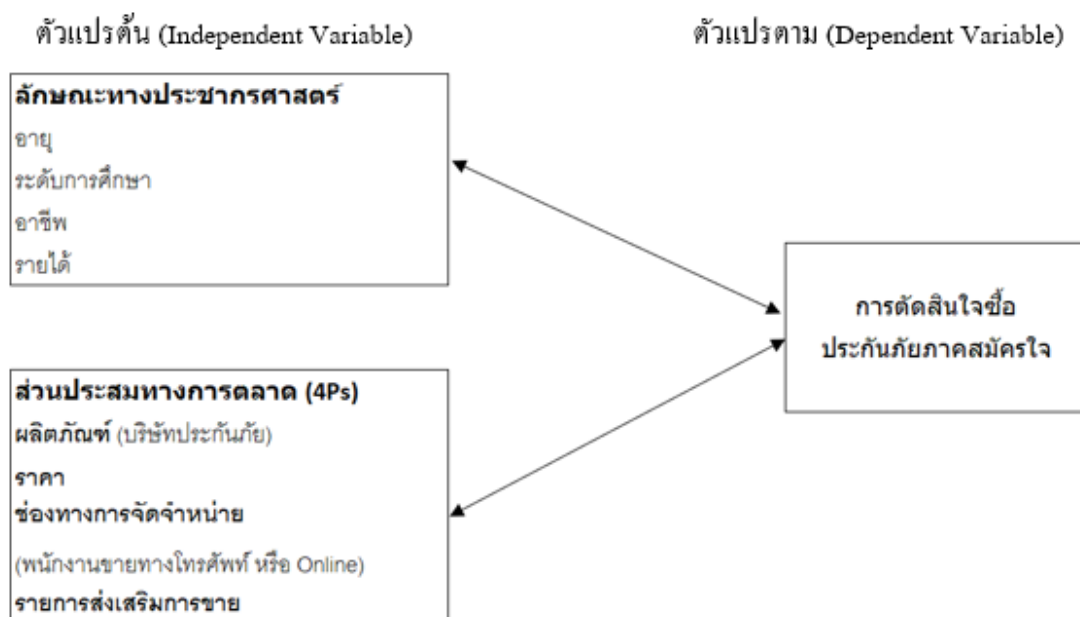 ตัวแปรต้น (Independent Variable)
ตัวแปรตาม (Dependent Variable)
ลักษณะทางประชากรศาสตร์
อายุ
ระดับการศึกษา
อาชีพ
รายได้
การตัดสินใจซื้อ
ประกันภัยภาคสมัครใจ
ส่วนประสมทางการตลาด (4Ps)
ผลิตภัณฑ์ (บริษัทประกันภัย)
ราคา
ช่องทางการจัดจำหน่าย
(พนักงานขายทางโทรศัพท์ หรือ Online)
รายการส่งเสริมการขาย